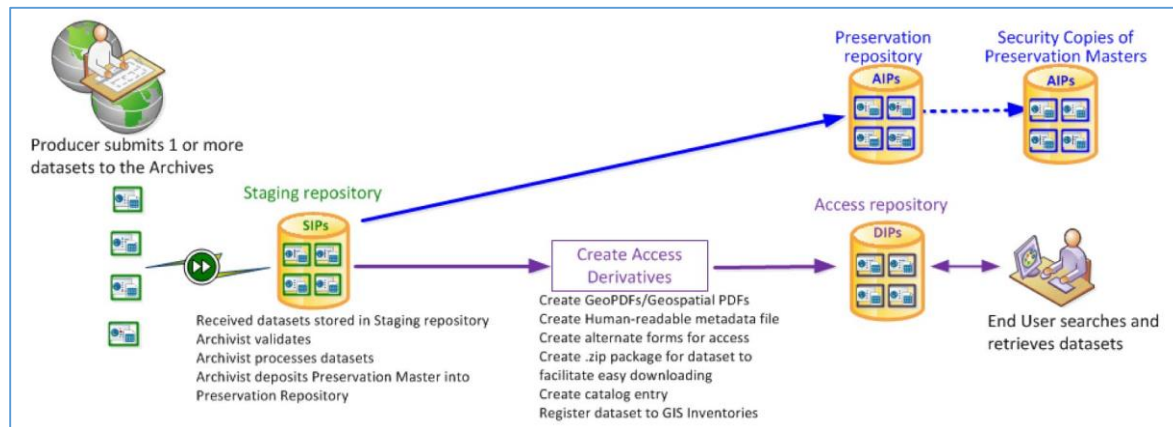 Producer submits 1 or more
datasets to the Archives
Staging repository
SIPs
Received datasets stored in Staging repository
Archivist validates
Archivist processes datasets
Archivist deposits Preservation Master into
Preservation Repository
Create Access
Derivatives
Create GeoPDFs/Geospatial PDFs
Create Human-readable metadata file
Create alternate forms for access
Create .zip package for dataset to
facilitate easy downloading
Create catalog entry
Register dataset to GIS Inventories
Preservation
repository
AIPs
Security Copies of
Preservation Masters
AIPs
Access repository
DIPs
End User searches and
retrieves datasets